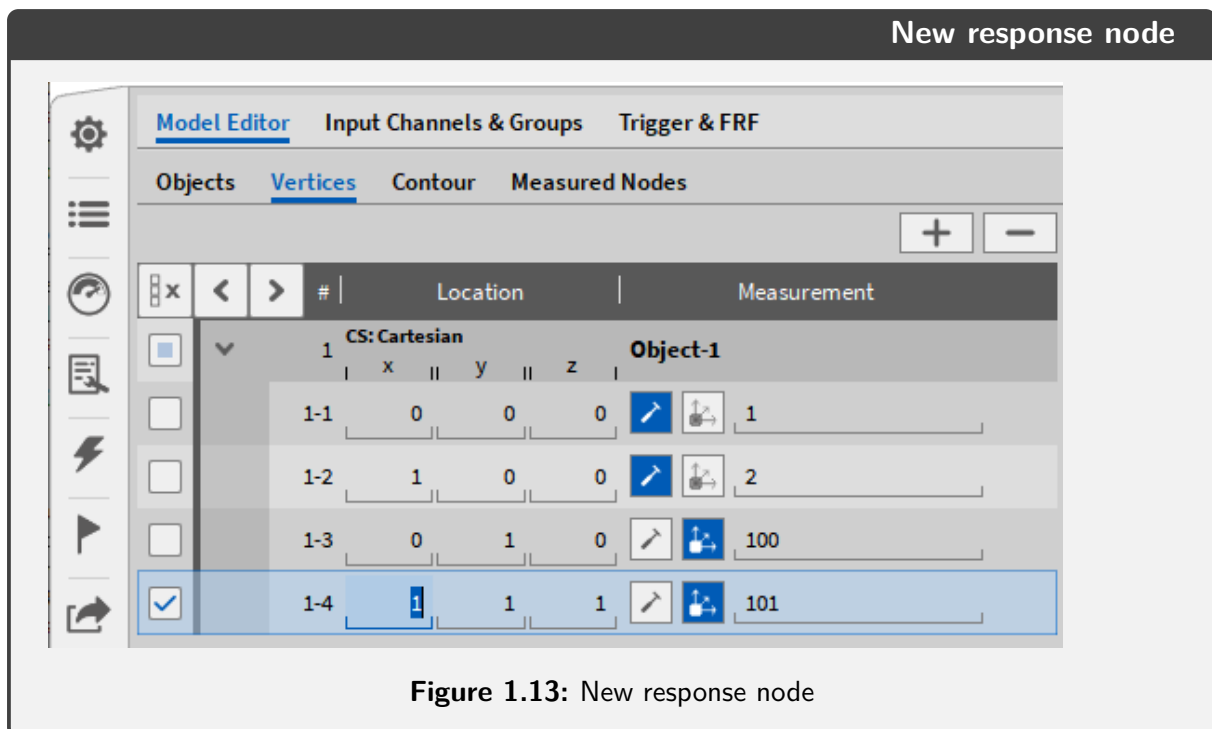 New response node
Model Editor Input Channels & Groups Trigger & FRF
Objects Vertices Contour Measured Nodes
+ −
x < > # Location Measurement
1 CS: Cartesian x y z Object-1
1-1 0 0 0 1
1-2 1 0 0 2
1-3 0 1 0 100
1-4 1 1 1 101
Figure 1.13: New response node